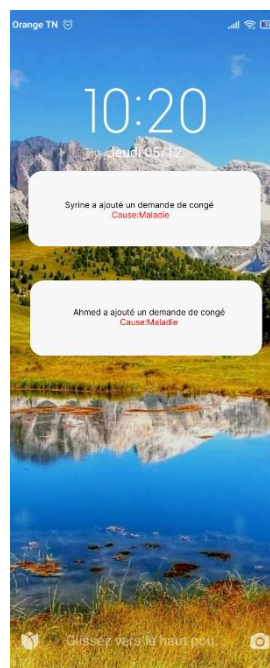 Orange TN
10:20
Jeudi 05/12
Syrine a ajouté un demande de congé
Cause:Maladie
Ahmed a ajouté un demande de congé
Cause:Maladie
Glissez vers le haut pou...